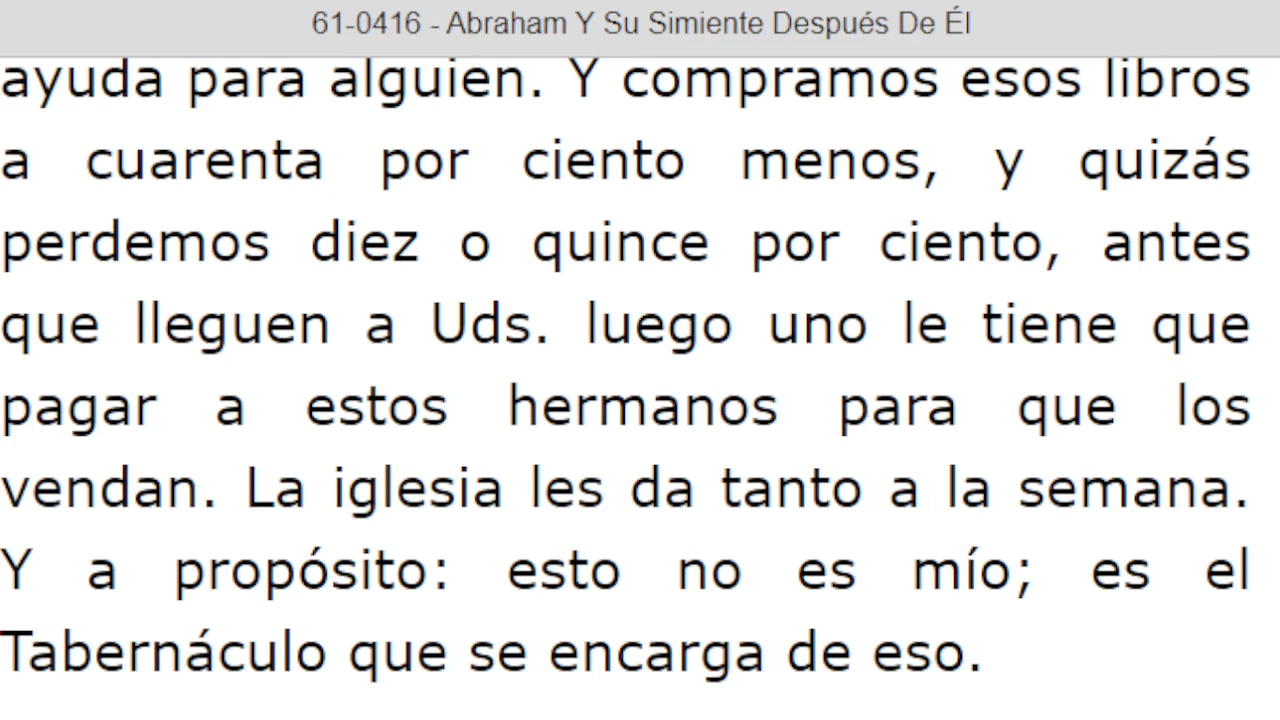 61-0416 - Abraham Y Su Simiente Después De Él
ayuda para alguien. Y compramos esos libros
a cuarenta por ciento menos, y quizás
perdemos diez o quince por ciento, antes
que lleguen a Uds. luego uno le tiene que
pagar a estos hermanos para que los
vendan. La iglesia les da tanto a la semana.
Y a propósito: esto no es mío; es el
Tabernáculo que se encarga de eso.